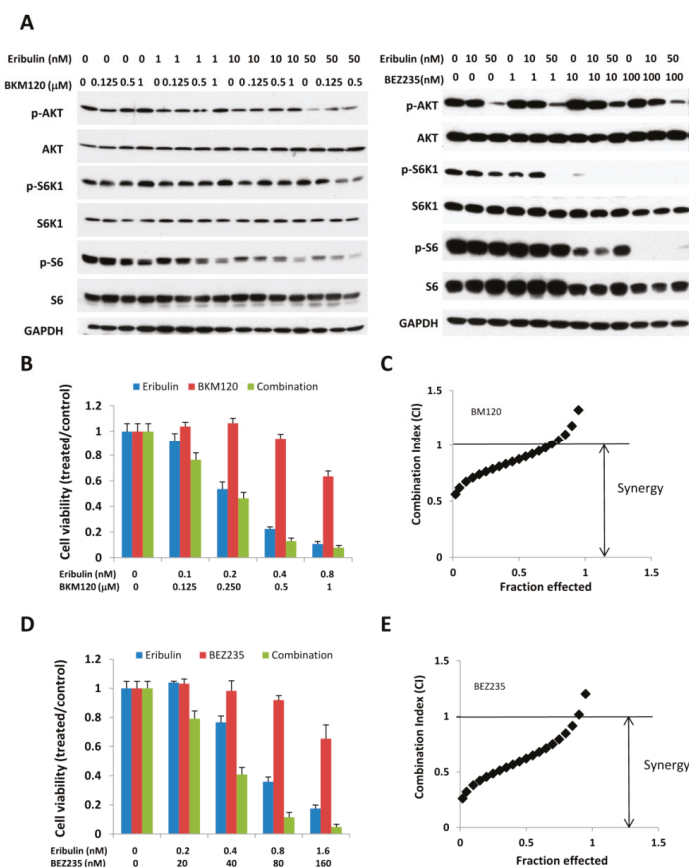 A
Eribulin (nM) 0 0 0 0 1 1 1 1 10 10 10 10 50 50 50
BKM120 (μM) 0 0.125 0.5 1 0 0.125 0.5 1 0 .125 0.5 1 0 0.125 0.5
p-AKT
AKT
p-S6K1
S6K1
p-S6
S6
GAPDH
Eribulin (nM) 0 10 50 0 10 50 0 10 50 0 10 50
BEZ235(nM) 0 0 0 1 1 1 10 10 10 100 100 100
p-AKT
AKT
p-S6K1
S6K1
p-S6
S6
GAPDH
B
Eribulin BKM120 Combination
Cell viability (treated/control)
1.2
1
0.8
0.6
0.4
0.2
0
Eribulin (nM) 0 0.1 0.2 0.4 0.8
BKM120 (μM) 0 0.125 0.250 0.5 1
C
Combination Index (CI)
1.5
1
0.5
0
BM120
Synergy
0 0.5 1 1.5
Fraction effected
D
Eribulin BEZ235 Combination
Cell viability (treated/control)
1.2
1
0.8
0.6
0.4
0.2
0
Eribulin (nM) 0 0.2 0.4 0.8 1.6
BEZ235 (nM) 0 20 40 80 160
E
Combination Index (CI)
1.5
1
0.5
0
BEZ235
Synergy
0 0.5 1 1.5
Fraction effected